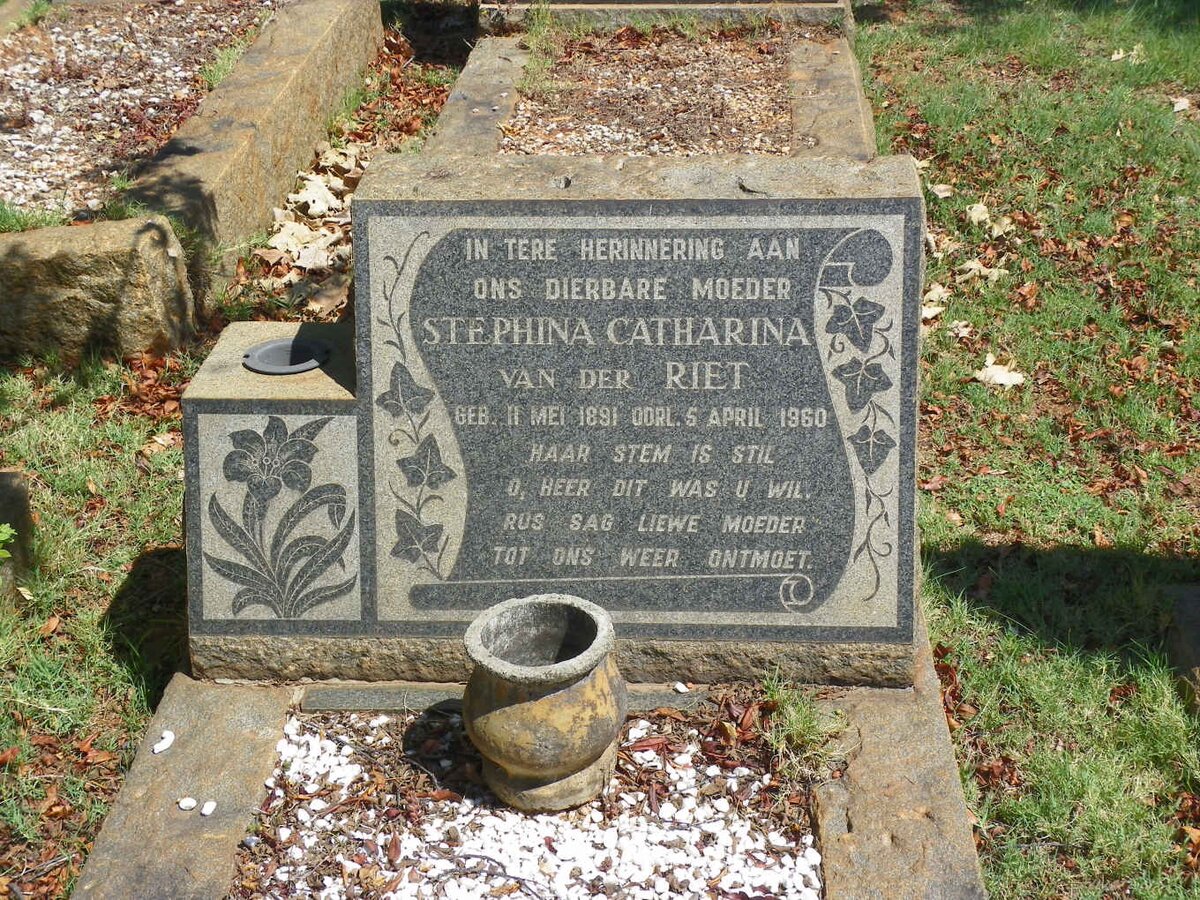 IN TERE HERINNERING AAN
ONS DIERBARE MOEDER
STEPHINA CATHARINA
VAN DER RIET
GEB. 11 MEI 1891 OORL. 5 APRIL 1960
HAAR STEM IS STIL
O, HEER DIT WAS U WIL.
RUS SAG LIEWE MOEDER
TOT ONS WEER ONTMOET.